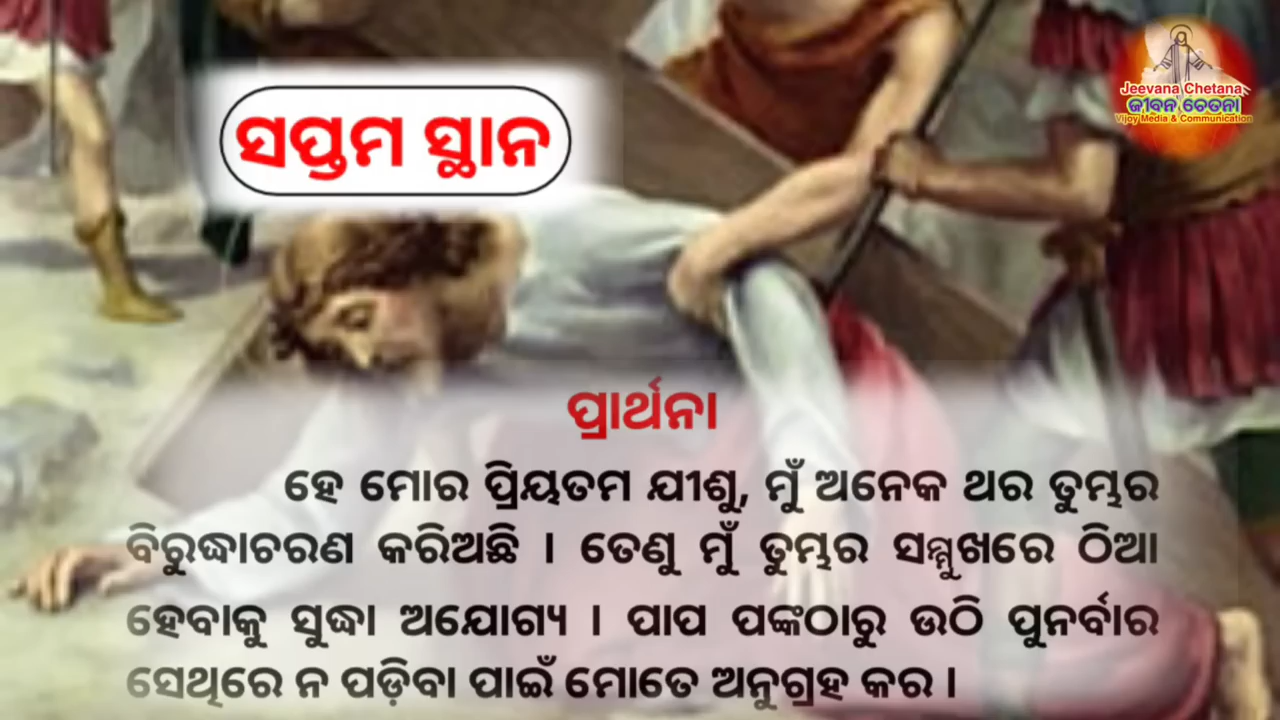 Jeevana Chetana
ଜୀବନ ଚେତନା
Vijoy Media & Communication
ସପ୍ତମ ସ୍ଥାନ
ପ୍ରାର୍ଥନା
ହେ ମୋର ପ୍ରିୟତମ ଯୀଶୁ, ମୁଁ ଅନେକ ଥର ତୁମ୍ଭର
ବିରୁଦ୍ଧାଚରଣ କରିଅଛି । ତେଣୁ ମୁଁ ତୁମ୍ଭର ସମ୍ମୁଖରେ ଠିଆ
ହେବାକୁ ସୁଦ୍ଧା ଅଯୋଗ୍ୟ । ପାପ ପଙ୍କଠାରୁ ଉଠି ପୁନର୍ବାର
ସେଥିରେ ନ ପଡ଼ିବା ପାଇଁ ମୋତେ ଅନୁଗ୍ରହ କର ।